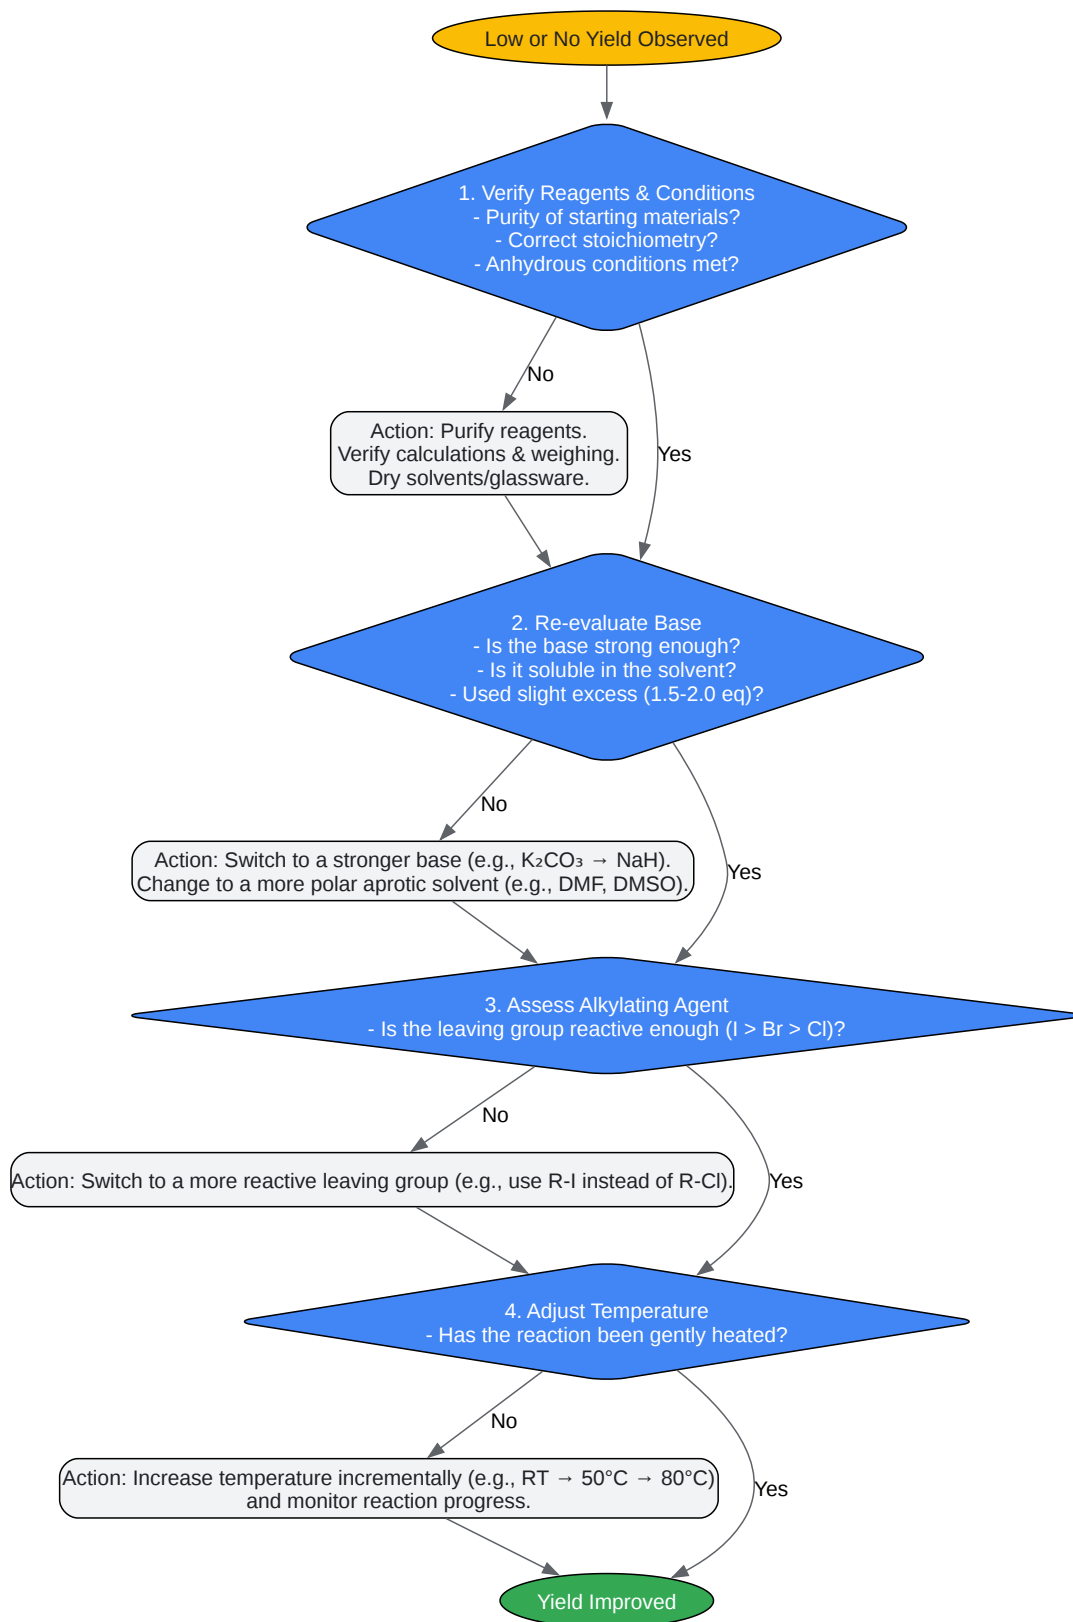 Low or No Yield Observed
1. Verify Reagents & Conditions
- Purity of starting materials?
- Correct stoichiometry?
- Anhydrous conditions met?
No
Action: Purify reagents.
Verify calculations & weighing.
Dry solvents/glassware.
Yes
2. Re-evaluate Base
- Is the base strong enough?
- Is it soluble in the solvent?
- Used slight excess (1.5-2.0 eq)?
No
Action: Switch to a stronger base (e.g., K₂CO₃ → NaH).
Change to a more polar aprotic solvent (e.g., DMF, DMSO).
Yes
3. Assess Alkylating Agent
- Is the leaving group reactive enough (I > Br > Cl)?
No
Action: Switch to a more reactive leaving group (e.g., use R-I instead of R-Cl).
Yes
4. Adjust Temperature
- Has the reaction been gently heated?
No
Action: Increase temperature incrementally (e.g., RT → 50°C → 80°C)
and monitor reaction progress.
Yes
Yield Improved